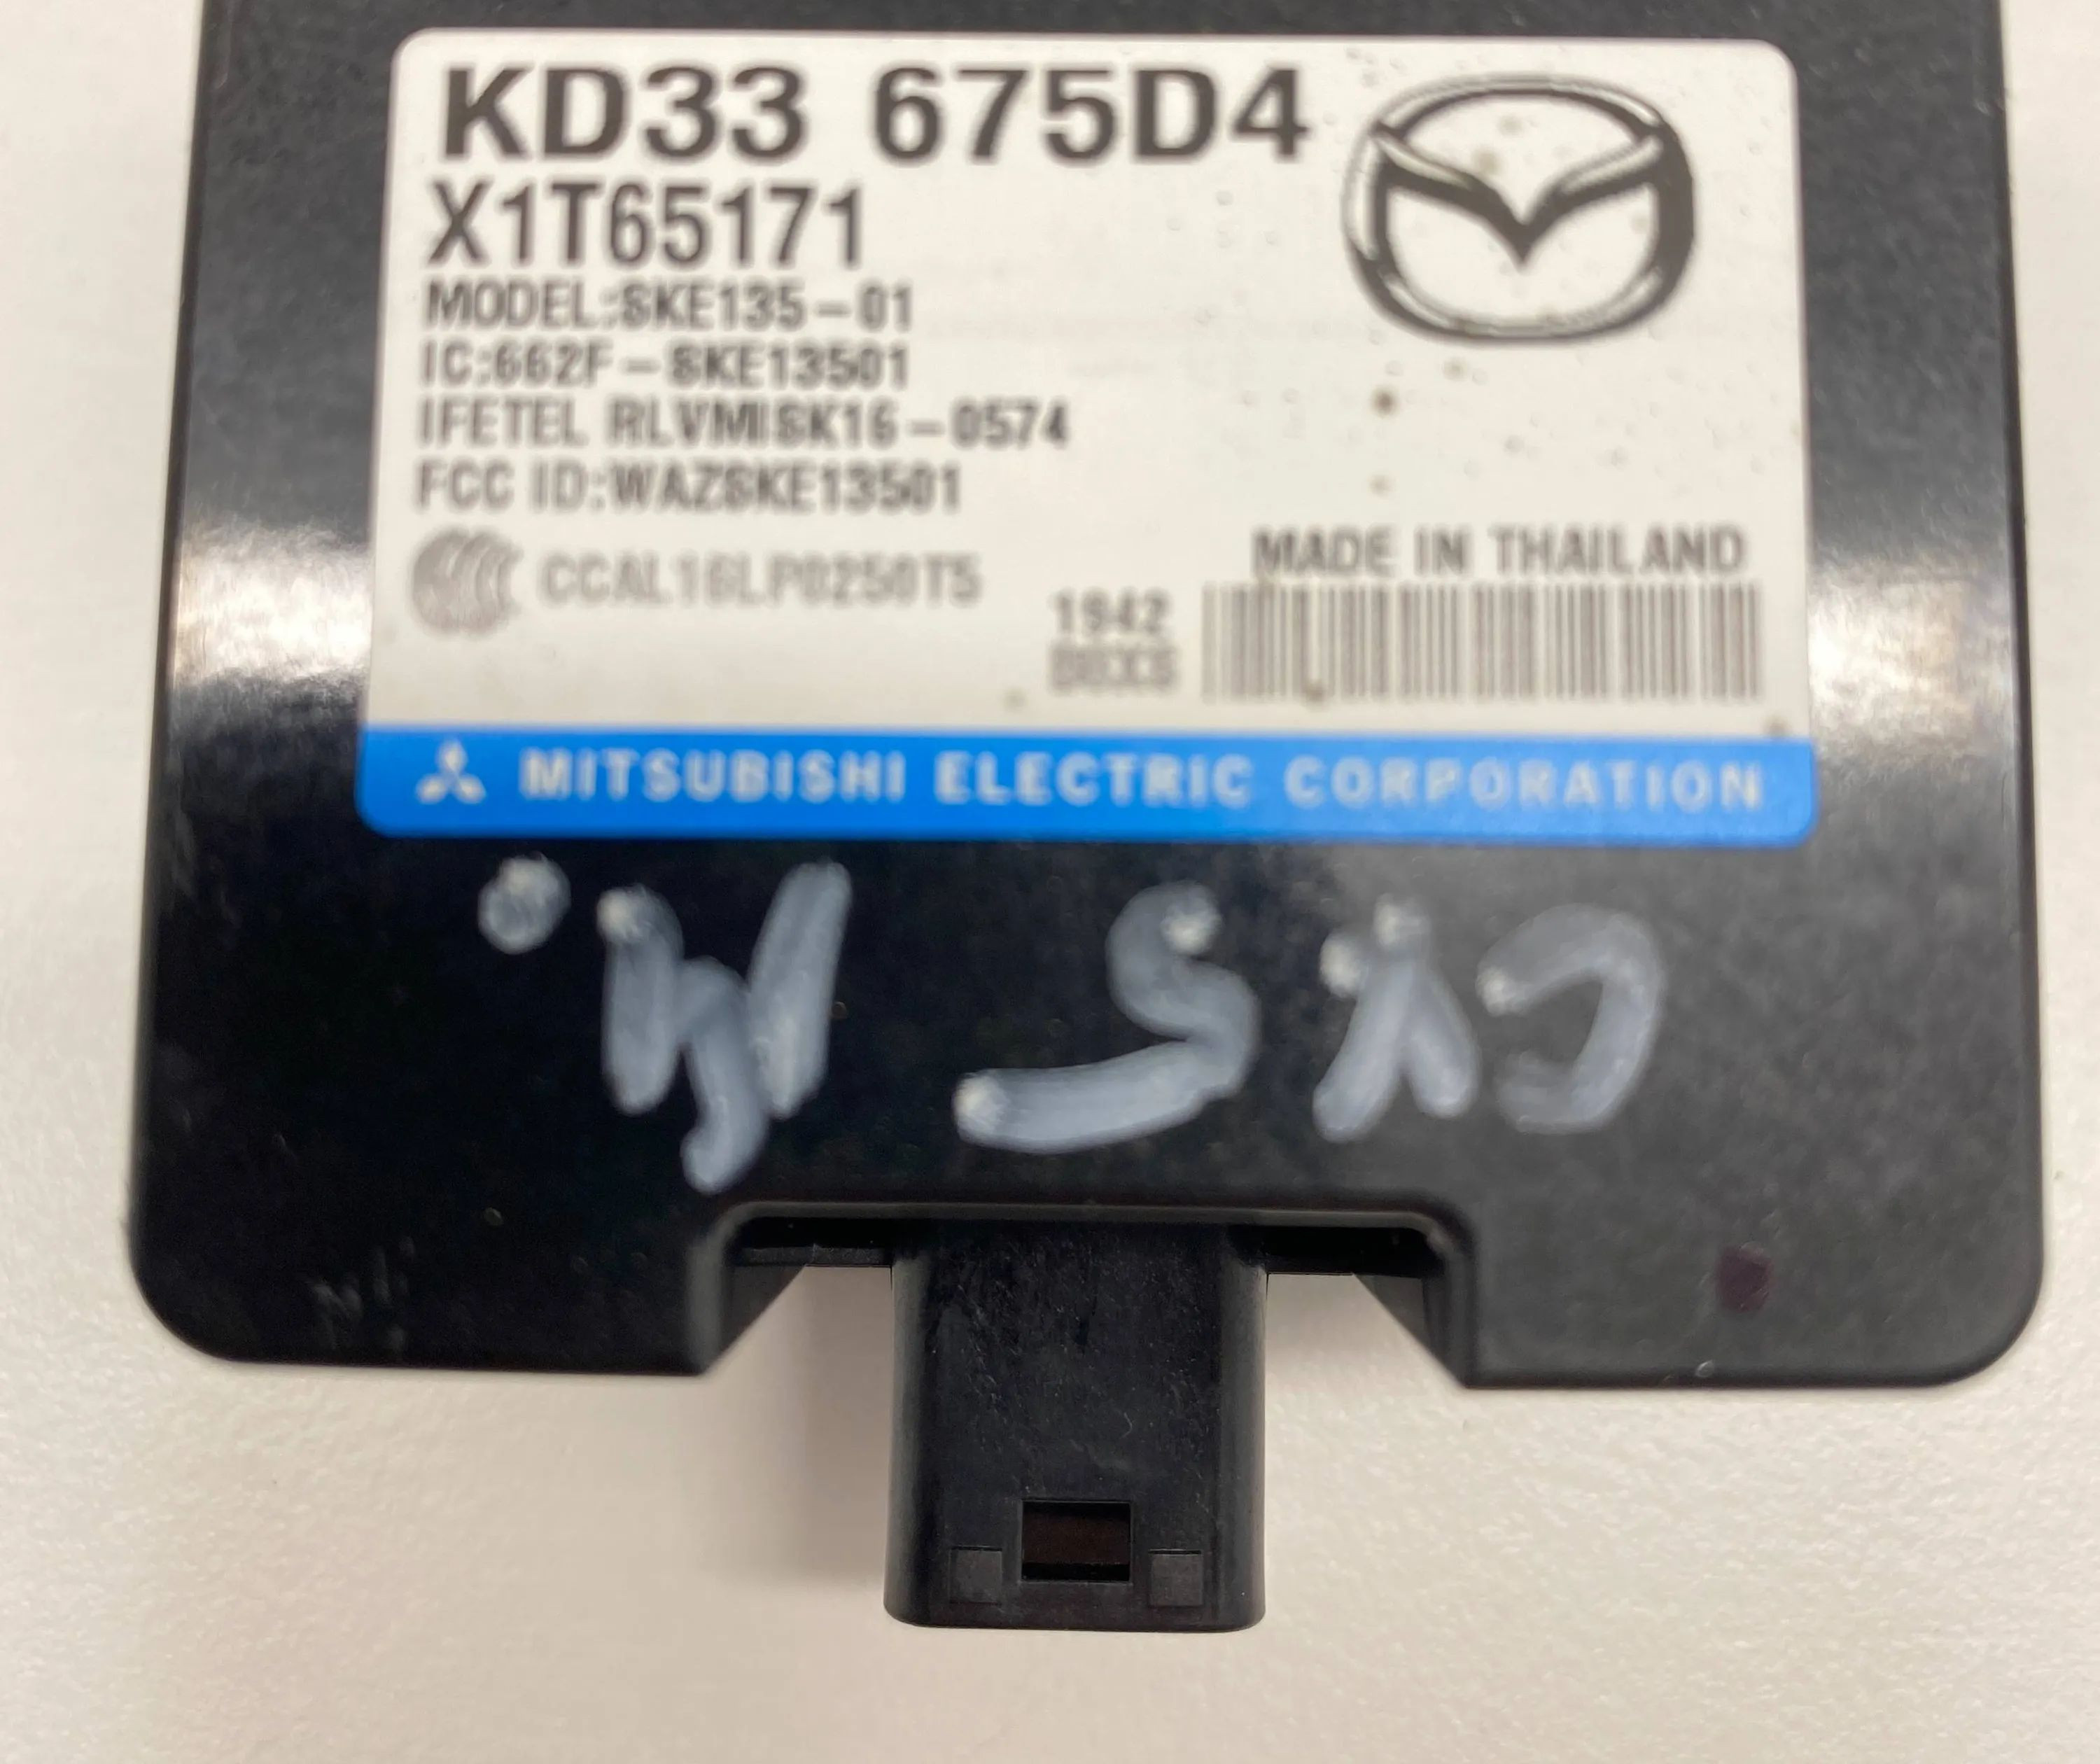 KD33 675D4
X1T65171
MODEL:SKE135-01
IC:662F-SKE13501
IFETEL RLVMISK16-0574
FCC ID:WAZSKE13501
CCAL16LP0250T5
MADE IN THAILAND
1942
MITSUBISHI ELECTRIC CORPORATION